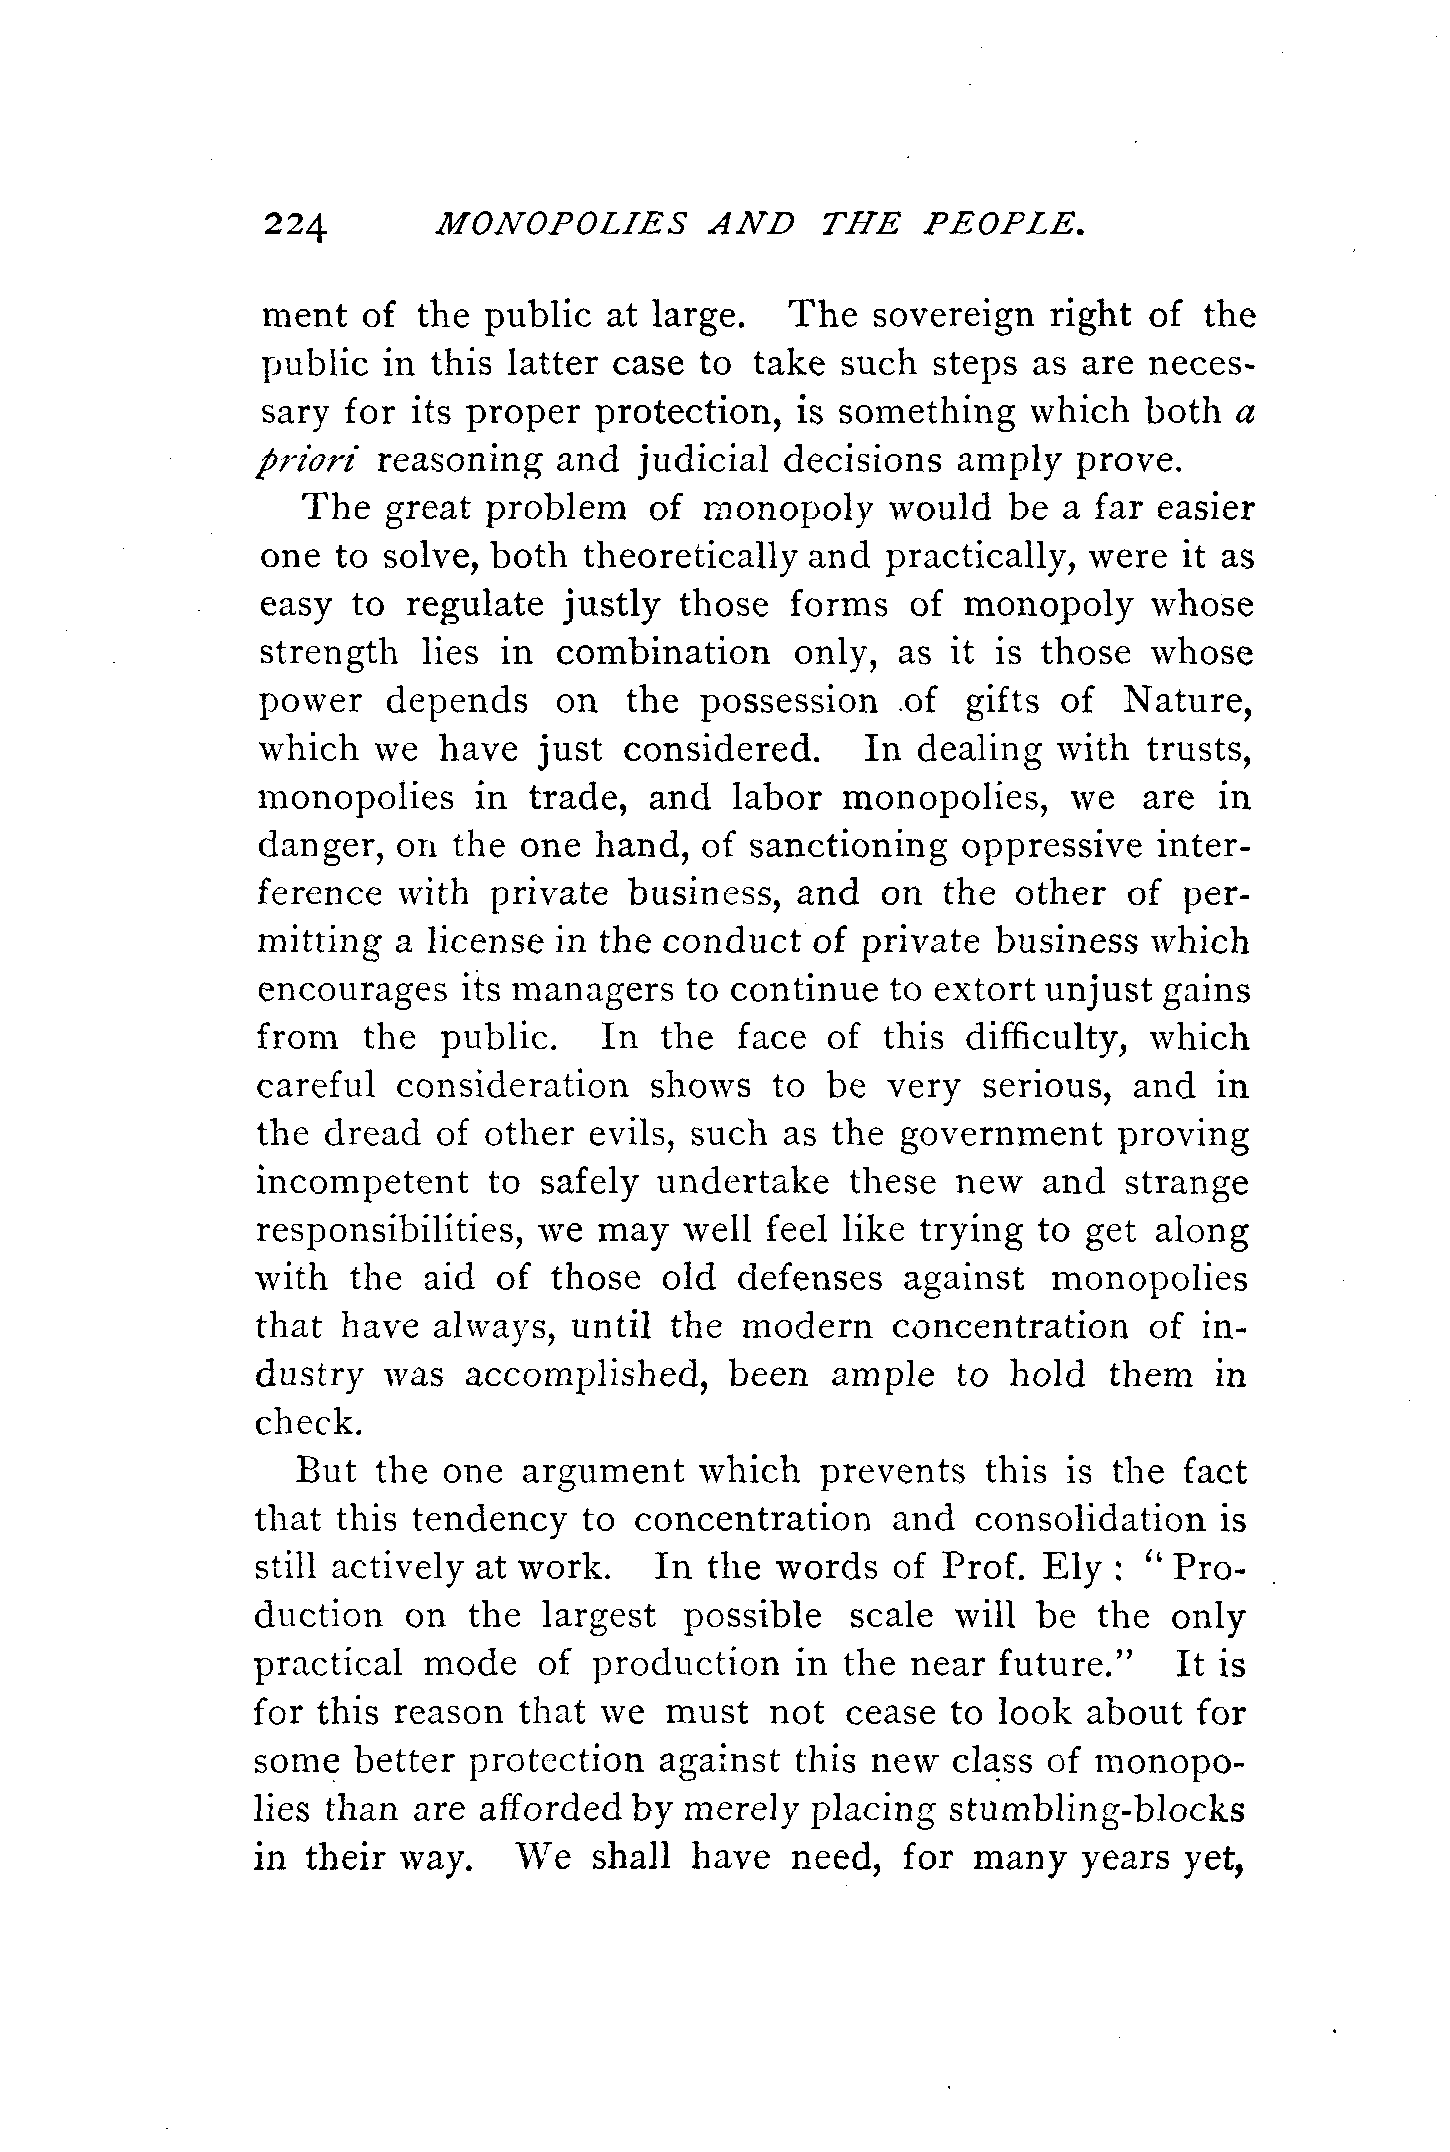 224 MONOPOLIES AND THE PEOPLE.
ment of the public at large. The sovereign right of the
public in this latter case to take such steps as are neces-
sary for its proper protection, is something which both a
priori reasoning and judicial decisions amply prove.
The great problem of monopoly would be a far easier
one to solve, both theoretically and practically, were it as
easy to regulate justly those forms of monopoly whose
strength lies in combination only, as it is those whose
power depends on the possession of gifts of Nature,
which we have just considered. In dealing with trusts,
monopolies in trade, and labor monopolies, we are in
danger, on the one hand, of sanctioning oppressive inter-
ference with private business, and on the other of per-
mitting a license in the conduct of private business which
encourages its managers to continue to extort unjust gains
from the public. In the face of this difficulty, which
careful consideration shows to be very serious, and in
the dread of other evils, such as the government proving
incompetent to safely undertake these new and strange
responsibilities, we may well feel like trying to get along
with the aid of those old defenses against monopolies
that have always, until the modern concentration of in-
dustry was accomplished, been ample to hold them in
check.
But the one argument which prevents this is the fact
that this tendency to concentration and consolidation is
still actively at work. In the words of Prof. Ely : "Pro-
duction on the largest possible scale will be the only
practical mode of production in the near future." It is
for this reason that we must not cease to look about for
some better protection against this new class of monopo-
lies than are afforded by merely placing stumbling-blocks
in their way. We shall have need, for many years yet,